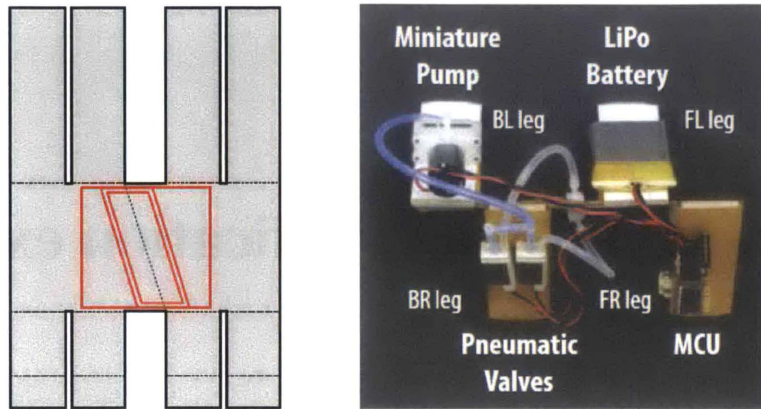 Miniature
Pump
LiPo
Battery
BL leg
FL leg
BR leg
FR leg
Pneumatic
Valves
MCU